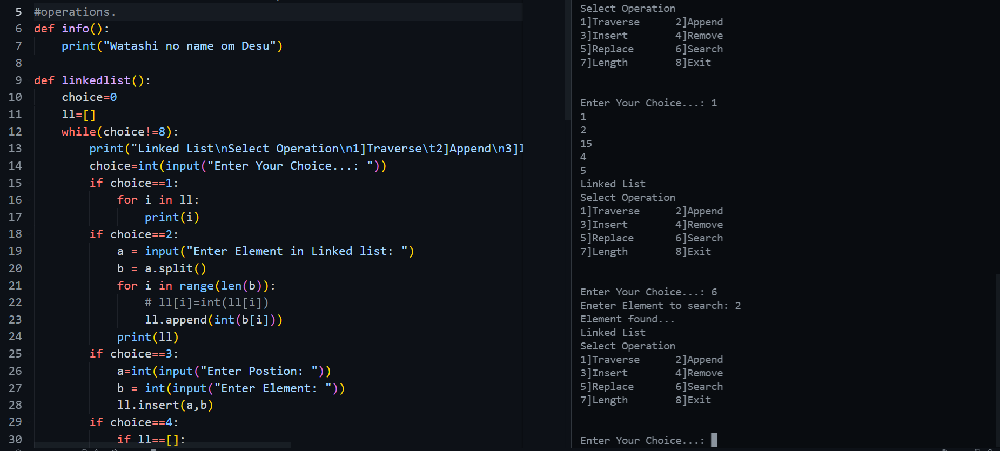 5 #operations.
6 def info():
7     print("Watashi no name om Desu")
8
9 def linkedlist():
10     choice=0
11     ll=[]
12     while(choice!=8):
13         print("Linked List\nSelect Operation\n1]Traverse\t2]Append\n3]I
14         choice=int(input("Enter Your Choice...: "))
15         if choice==1:
16             for i in ll:
17                 print(i)
18         if choice==2:
19             a = input("Enter Element in Linked list: ")
20             b = a.split()
21             for i in range(len(b)):
22                 # ll[i]=int(ll[i])
23                 ll.append(int(b[i]))
24             print(ll)
25         if choice==3:
26             a=int(input("Enter Postion: "))
27             b = int(input("Enter Element: "))
28             ll.insert(a,b)
29         if choice==4:
30             if ll==[]:
Select Operation
1]Traverse      2]Append
3]Insert        4]Remove
5]Replace       6]Search
7]Length        8]Exit
Enter Your Choice...: 1
1
2
15
4
5
Linked List
Select Operation
1]Traverse      2]Append
3]Insert        4]Remove
5]Replace       6]Search
7]Length        8]Exit
Enter Your Choice...: 6
Eneter Element to search: 2
Element found...
Linked List
Select Operation
1]Traverse      2]Append
3]Insert        4]Remove
5]Replace       6]Search
7]Length        8]Exit
Enter Your Choice...: